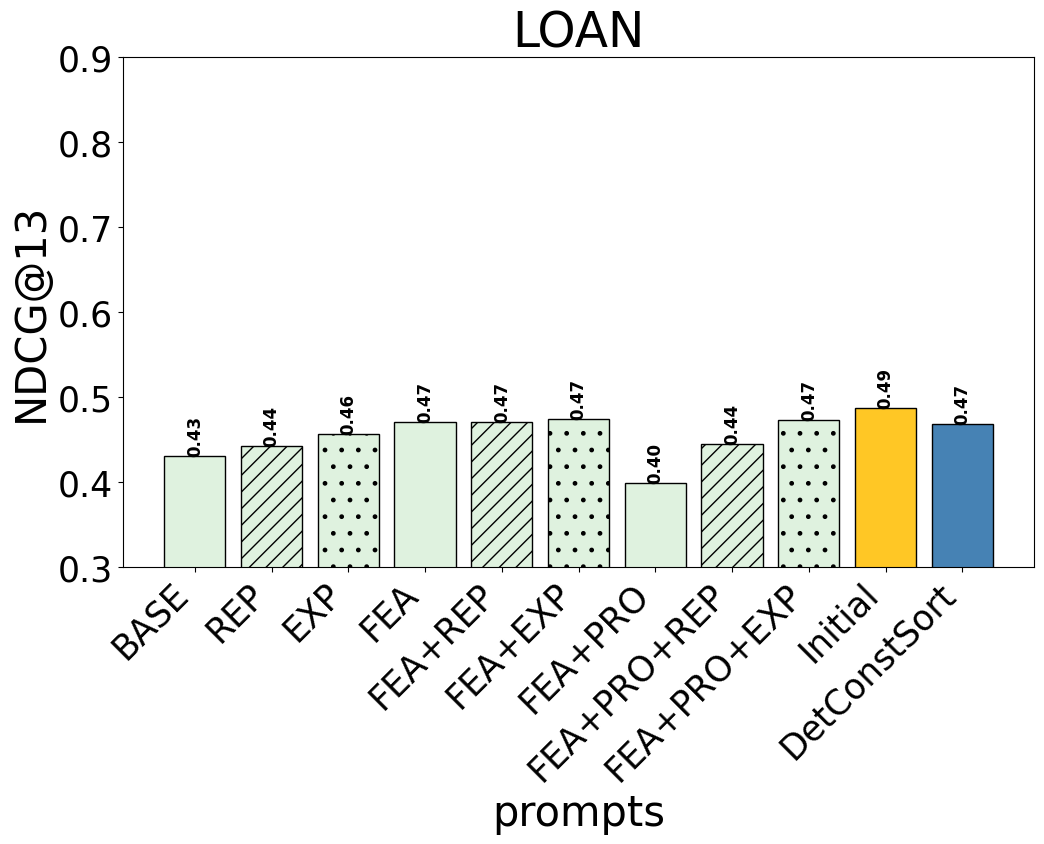 LOAN
NDCG@13
0.9
0.8
0.7
0.6
0.5
0.4
0.3
0.43
0.44
0.46
0.47
0.47
0.47
0.40
0.44
0.47
0.49
0.47
BASE
REP
EXP
FEA
FEA+REP
FEA+EXP
FEA+PRO
FEA+PRO+REP
FEA+PRO+EXP
Initial
DetConstSort
prompts